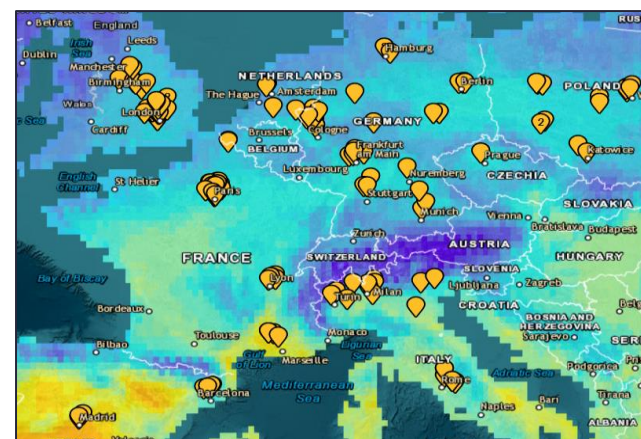 Belfast
England
RUS
Irish
Sea
Leeds
Hamburg
Dublin
Manchester
Birmingham
NETHERLANDS
Berlin
POLAND
Amsterdam
The Hague
Wales
London
Cardiff
GERMANY
2
Cologne
Brussels
BELGIUM
Frankfurt
am Main
Prague
Katowice
English
Channel
St Helier
Luxembourg
Nuremberg
CZECHIA
Paris
Stuttgart
SLOVAKIA
Munich
Vienna
Bratislava
Budapest
Zurich
FRANCE
SWITZERLAND
AUSTRIA
HUNGARY
Bay of Biscay
Lyon
SLOVENIA
Ljubljana
Zagreb
Milan
Turin
CROATIA
Bordeaux
BOSNIA AND
HERZEGOVINA
Sarajevo
SER
Toulouse
Monaco
Ligurian
Sea
Bilbao
Gulf
of Lion
Marseille
ITALY
Adriatic Sea
Podgorica
Barcelona
Mediterranean
Sea
Rome
Tirana
Madrid
Naples
Bari
ALBANIA